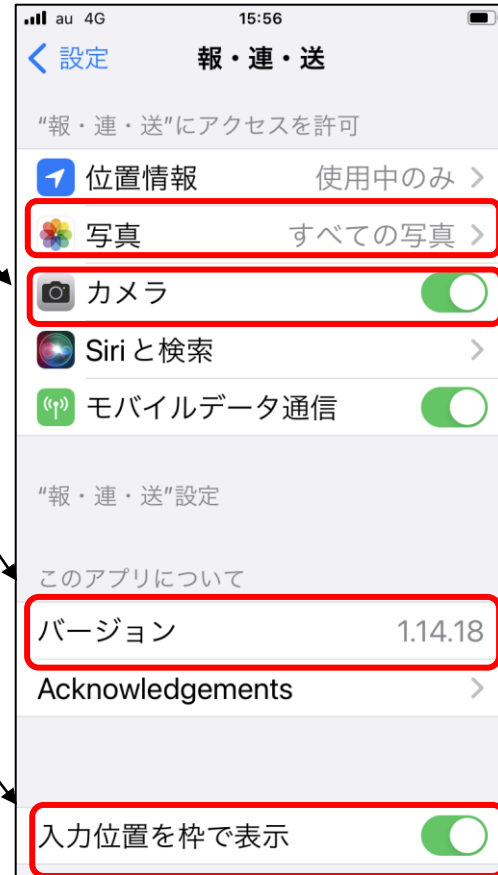 au 4G 15:56
設定 報・連・送
“報・連・送”にアクセスを許可
位置情報 使用中のみ
写真 すべての写真
カメラ
Siri と検索
モバイルデータ通信
“報・連・送”設定
このアプリについて
バージョン 1.14.18
Acknowledgements
入力位置を枠で表示